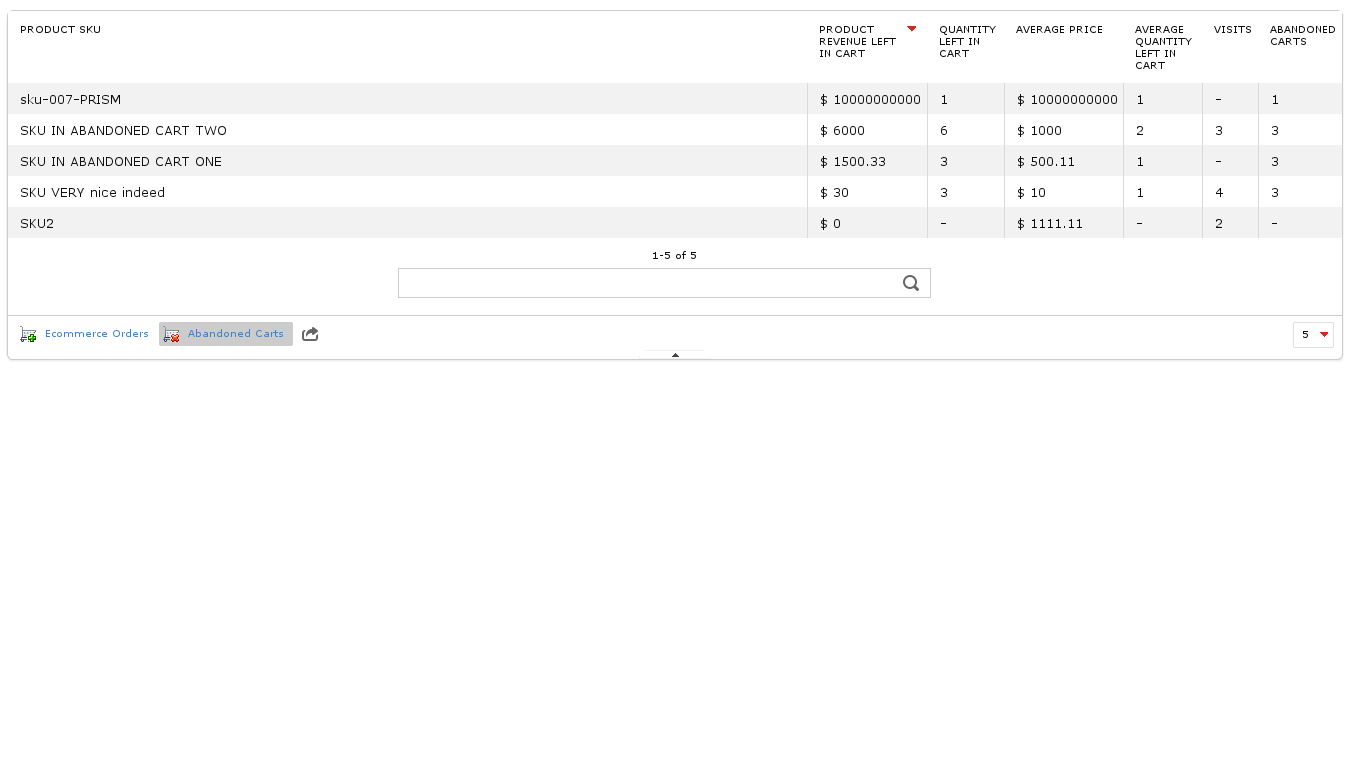 PRODUCT SKU PRODUCT REVENUE LEFT IN CART QUANTITY LEFT IN CART AVERAGE PRICE AVERAGE QUANTITY LEFT IN CART VISITS ABANDONED CARTS
sku-007-PRISM $ 10000000000 1 $ 10000000000 1 - 1
SKU IN ABANDONED CART TWO $ 6000 6 $ 1000 2 3 3
SKU IN ABANDONED CART ONE $ 1500.33 3 $ 500.11 1 - 3
SKU VERY nice indeed $ 30 3 $ 10 1 4 3
SKU2 $ 0 - $ 1111.11 - 2 -
1-5 of 5
Ecommerce Orders Abandoned Carts 5